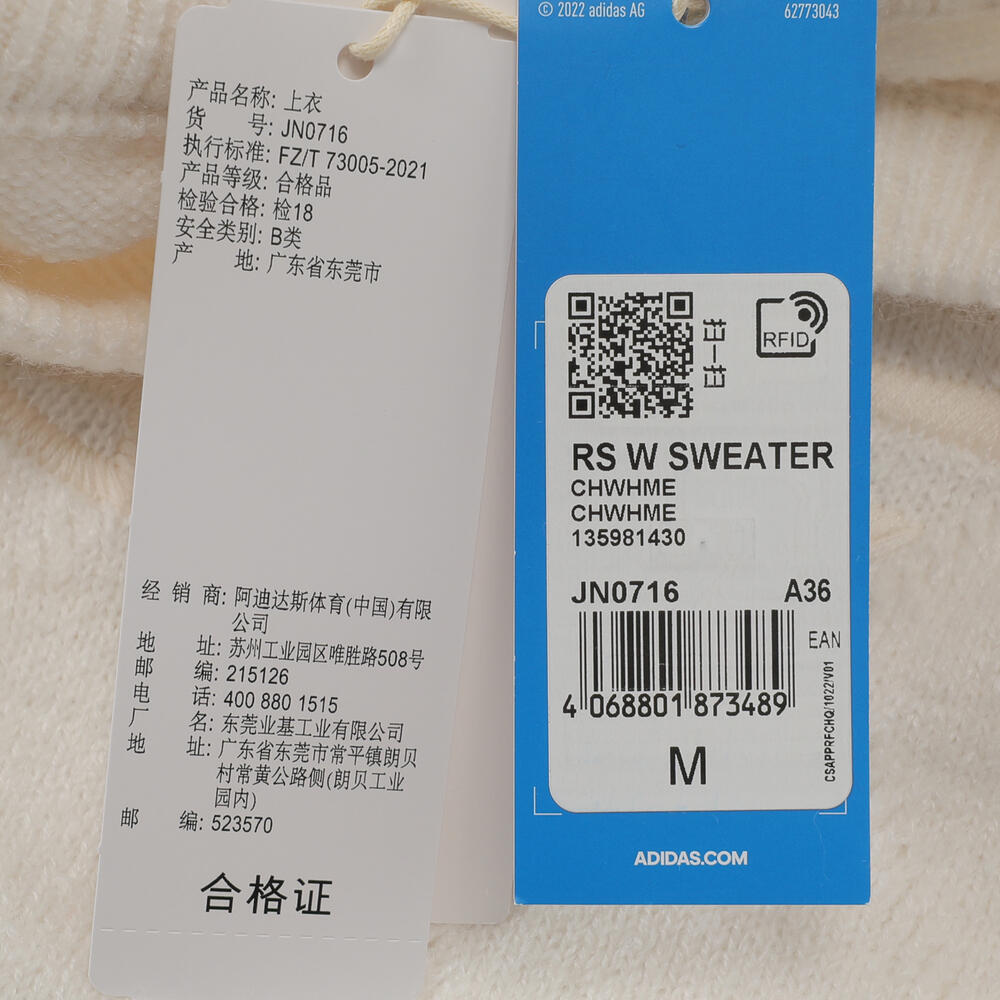 产品名称: 上衣
货 号: JN0716
执行标准: FZ/T 73005-2021
产品等级: 合格品
检验合格: 检18
安全类别: B类
产 地: 广东省东莞市
经 销 商: 阿迪达斯体育(中国)有限
公司
地 址: 苏州工业园区唯胜路508号
邮 编: 215126
电 话: 400 880 1515
厂 名: 东莞业基工业有限公司
地 址: 广东省东莞市常平镇朗贝
村常黄公路侧(朗贝工业
园内)
邮 编: 523570
合格证
© 2022 adidas AG 62773043
扫一扫
RFID
RS W SWEATER
CHWHME
CHWHME
135981430
JN0716 A36
EAN
4 068801 873489
CSAPPRFCHQ/1022/V01
M
ADIDAS.COM